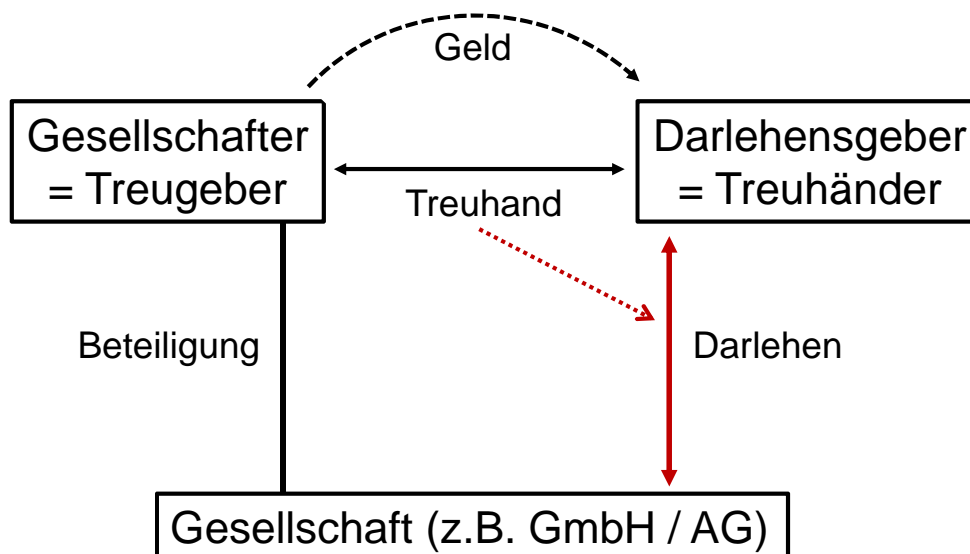 Geld
Gesellschafter
= Treugeber
Darlehensgeber
= Treuhänder
Treuhand
Beteiligung
Darlehen
Gesellschaft (z.B. GmbH / AG)